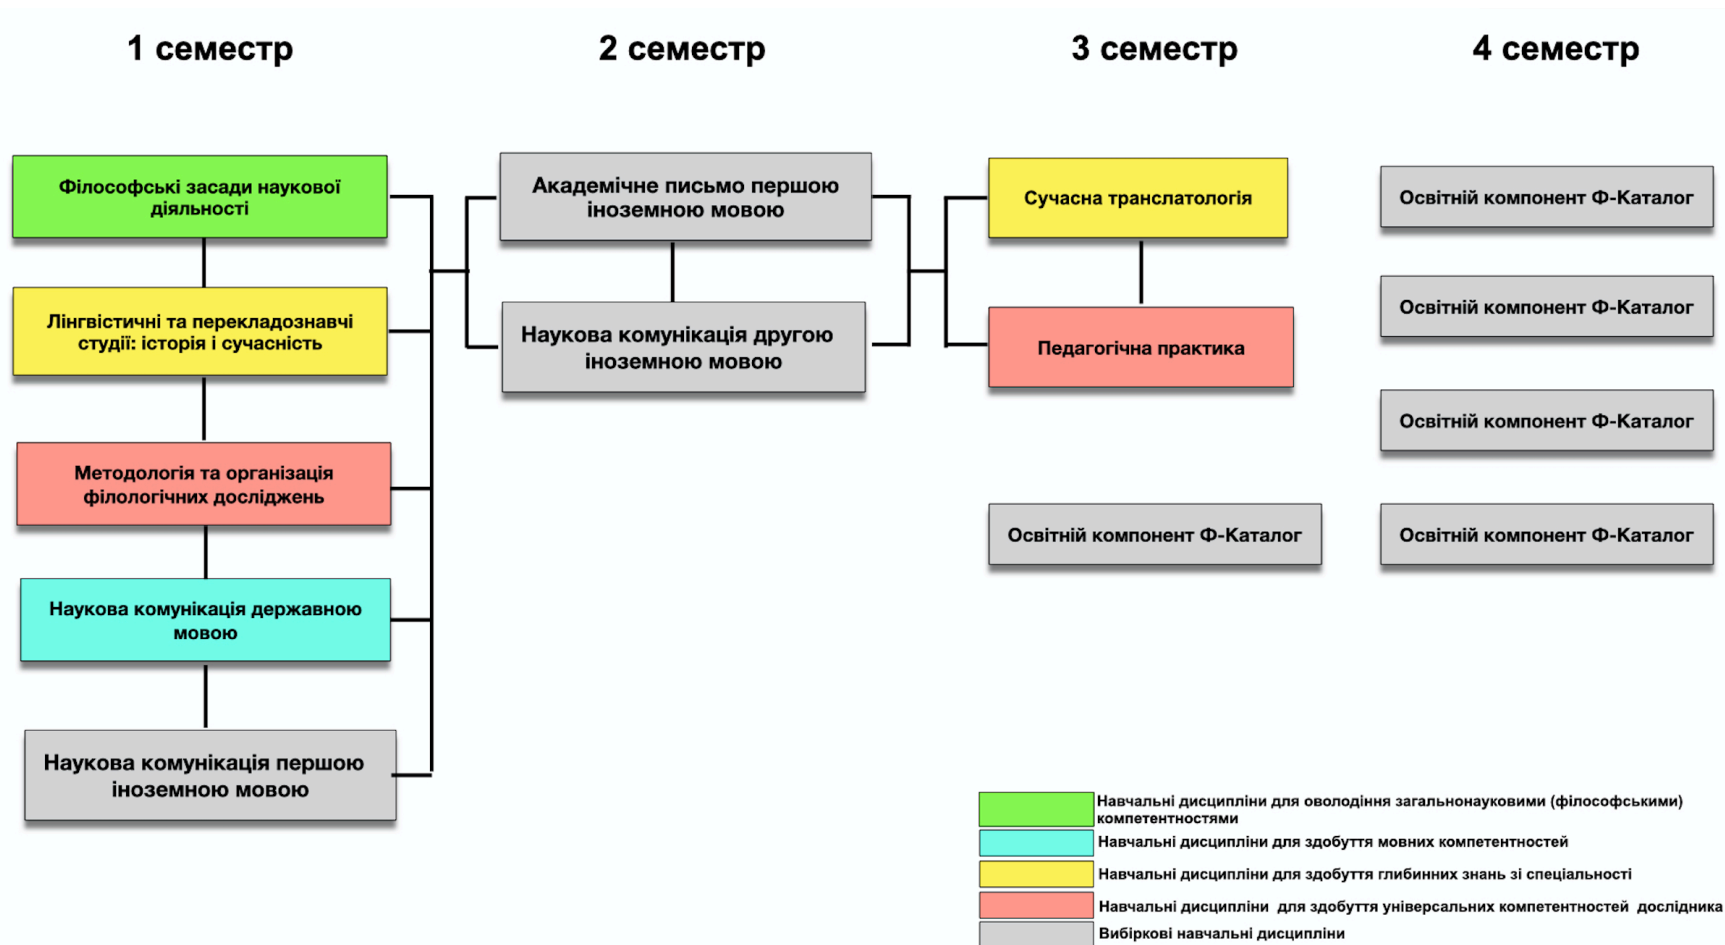 1 семестр
2 семестр
3 семестр
4 семестр
Філософські засади наукової
діяльності
Лінгвістичні та перекладознавчі
студії: історія і сучасність
Методологія та організація
філологічних досліджень
Наукова комунікація державною
мовою
Наукова комунікація першою
іноземною мовою
Академічне письмо першою
іноземною мовою
Наукова комунікація другою
іноземною мовою
Сучасна транслатологія
Педагогічна практика
Освітній компонент Ф-Каталог
Освітній компонент Ф-Каталог
Освітній компонент Ф-Каталог
Освітній компонент Ф-Каталог
Освітній компонент Ф-Каталог
Навчальні дисципліни для оволодіння загальнонауковими (філософськими)
компетентностями
Навчальні дисципліни для здобуття мовних компетентностей
Навчальні дисципліни для здобуття глибинних знань зі спеціальності
Навчальні дисципліни для здобуття універсальних компетентностей дослідника
Вибіркові навчальні дисципліни